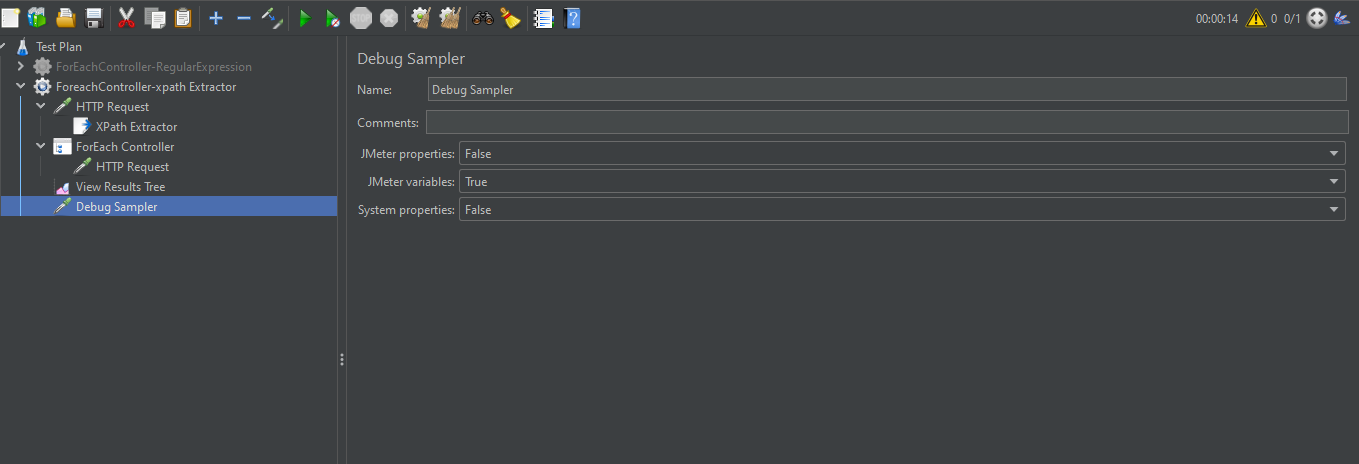 STOP
00:00:14 0 0/1
Test Plan
ForEachController-RegularExpression
ForeachController-xpath Extractor
HTTP Request
XPath Extractor
ForEach Controller
HTTP Request
View Results Tree
Debug Sampler
Debug Sampler
Name: Debug Sampler
Comments:
JMeter properties: False
JMeter variables: True
System properties: False